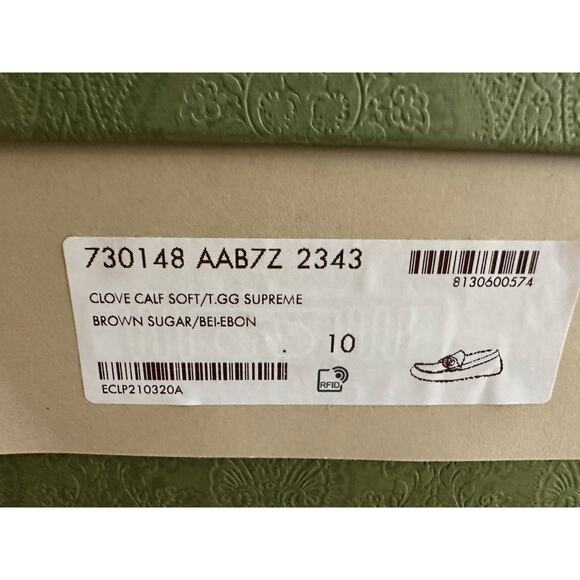 730148 AAB7Z 2343
8130600574
CLOVE CALF SOFT/T.GG SUPREME
BROWN SUGAR/BEI-EBON
. 10
ECLP210320A
RFID